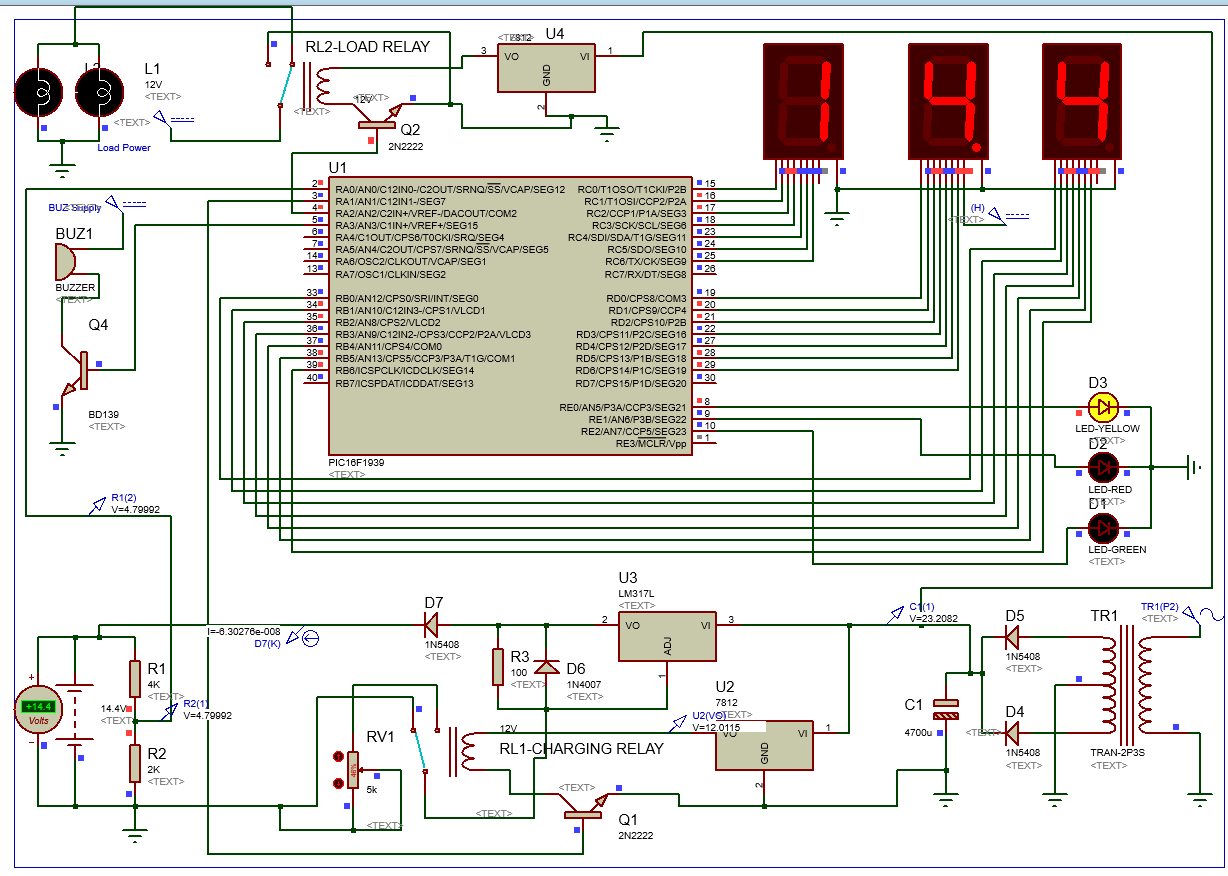 RL2-LOAD RELAY
U4
7812
3
VO
VI
1
GND
2
L1
12V
<TEXT>
<TEXT>
Load Power
<TEXT>
12V
<TEXT>
Q2
2N2222
1 4. 4
U1
2 RA0/AN0/C12IN0-/C2OUT/SRNQ/SS/VCAP/SEG12 RC0/T1OSO/T1CKI/P2B 15
3 RA1/AN1/C12IN1-/SEG7 RC1/T1OSI/CCP2/P2A 16
4 RA2/AN2/C2IN+/VREF-/DACOUT/COM2 RC2/CCP1/P1A/SEG3 17
5 RA3/AN3/C1IN+/VREF+/SEG15 RC3/SCK/SCL/SEG6 18
6 RA4/C1OUT/CPS6/T0CKI/SRQ/SEG4 RC4/SDI/SDA/T1G/SEG11 23
7 RA5/AN4/C2OUT/CPS7/SRNQ/SS/VCAP/SEG5 RC5/SDO/SEG10 24
14 RA6/OSC2/CLKOUT/VCAP/SEG1 RC6/TX/CK/SEG9 25
13 RA7/OSC1/CLKIN/SEG2 RC7/RX/DT/SEG8 26
33 RB0/AN12/CPS0/SRI/INT/SEG0 RD0/CPS8/COM3 19
34 RB1/AN10/C12IN3-/CPS1/VLCD1 RD1/CPS9/CCP4 20
35 RB2/AN8/CPS2/VLCD2 RD2/CPS10/P2B 21
36 RB3/AN9/C12IN2-/CPS3/CCP2/P2A/VLCD3 RD3/CPS11/P2C/SEG16 22
37 RB4/AN11/CPS4/COM0 RD4/CPS12/P2D/SEG17 27
38 RB5/AN13/CPS5/CCP3/P3A/T1G/COM1 RD5/CPS13/P1B/SEG18 28
39 RB6/ICSPCLK/ICDCLK/SEG14 RD6/CPS14/P1C/SEG19 29
40 RB7/ICSPDAT/ICDDAT/SEG13 RD7/CPS15/P1D/SEG20 30
RE0/AN5/P3A/CCP3/SEG21 8
RE1/AN6/P3B/SEG22 9
RE2/AN7/CCP5/SEG23 10
RE3/MCLR/Vpp 1
PIC16F1939
<TEXT>
(H)
<TEXT>
BUZ Supply
BUZ1
BUZZER
<TEXT>
Q4
BD139
<TEXT>
D3
LED-YELLOW
<TEXT>
D2
LED-RED
<TEXT>
D1
LED-GREEN
<TEXT>
R1(2)
V=4.79992
I=-6.30276e-008
D7(K)
D7
1N5408
<TEXT>
U3
LM317L
<TEXT>
2
VO
VI
3
ADJ
1
C1(1)
V=23.2082
D5
1N5408
<TEXT>
TR1
TR1(P2)
<TEXT>
R1
4K
<TEXT>
14.4V
<TEXT>
+14.4
Volts
R2(1)
V=4.79992
R2
2K
<TEXT>
R3
100
<TEXT>
D6
1N4007
<TEXT>
U2
7812
<TEXT>
U2(VO)
V=12.0115
VO
VI
1
GND
2
12V
RL1-CHARGING RELAY
<TEXT>
RV1
5k
<TEXT>
<TEXT>
Q1
2N2222
C1
4700u
<TEXT>
D4
1N5408
<TEXT>
TRAN-2P3S
<TEXT>